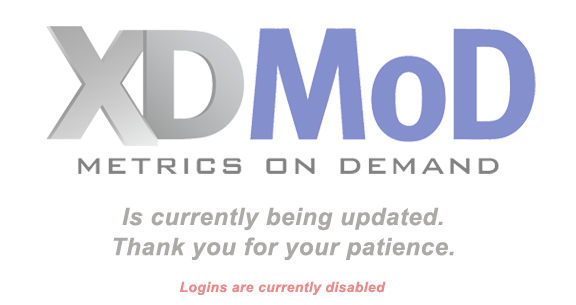 XDMoD
METRICS ON DEMAND
Is currently being updated.
Thank you for your patience.
Logins are currently disabled